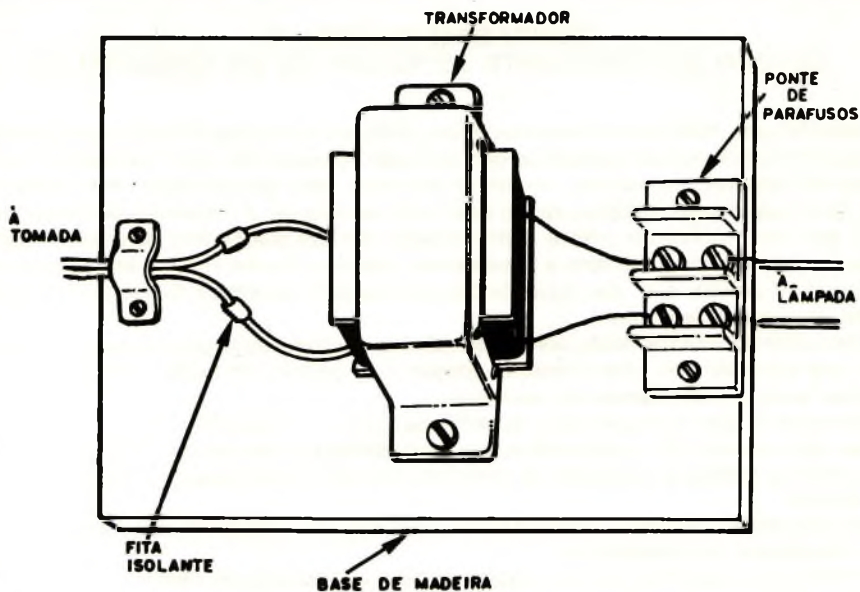 TRANSFORMADOR
PONTE
DE
PARAFUSOS
À
TOMADA
À
LÂMPADA
FITA
ISOLANTE
BASE DE MADEIRA